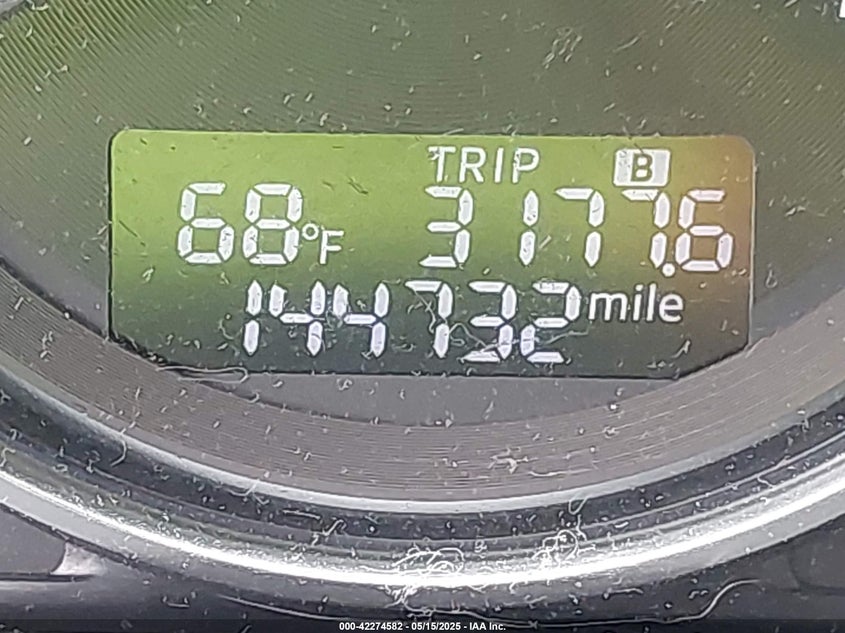 TRIP B
68°F 3177.6
144732 mile
000-42274582 - 05/15/2025 - IAA Inc.